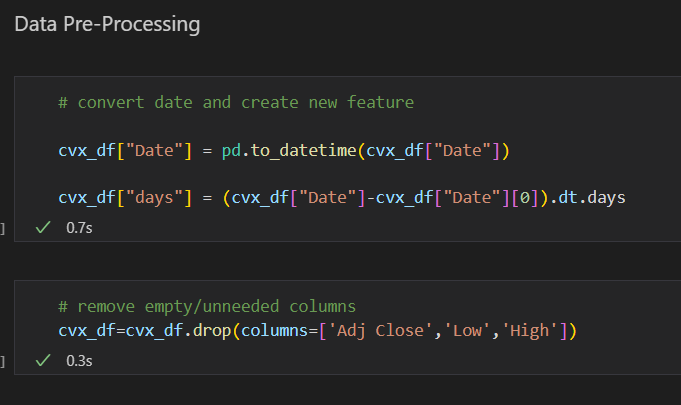 Data Pre-Processing
# convert date and create new feature
cvx_df["Date"] = pd.to_datetime(cvx_df["Date"])
cvx_df["days"] = (cvx_df["Date"]-cvx_df["Date"][0]).dt.days
] ✓ 0.7s
# remove empty/unneeded columns
cvx_df=cvx_df.drop(columns=['Adj Close','Low','High'])
] ✓ 0.3s